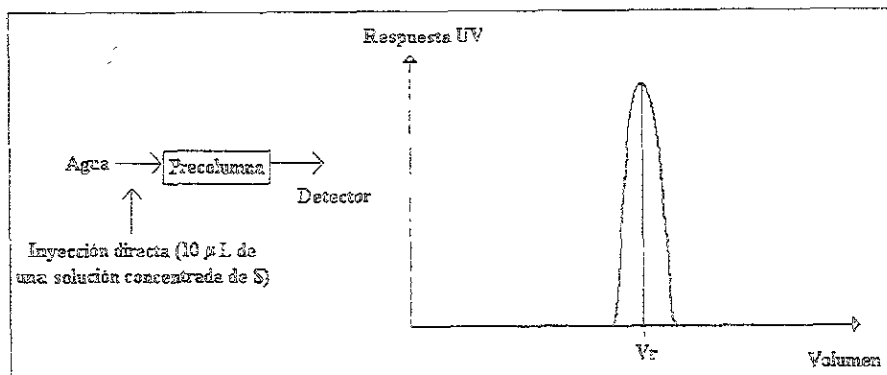 Respuesta UV
Agua
Precolumna
Detector
Inyección directa (10 µL de
una solución concentrada de S)
Vr
Volumen